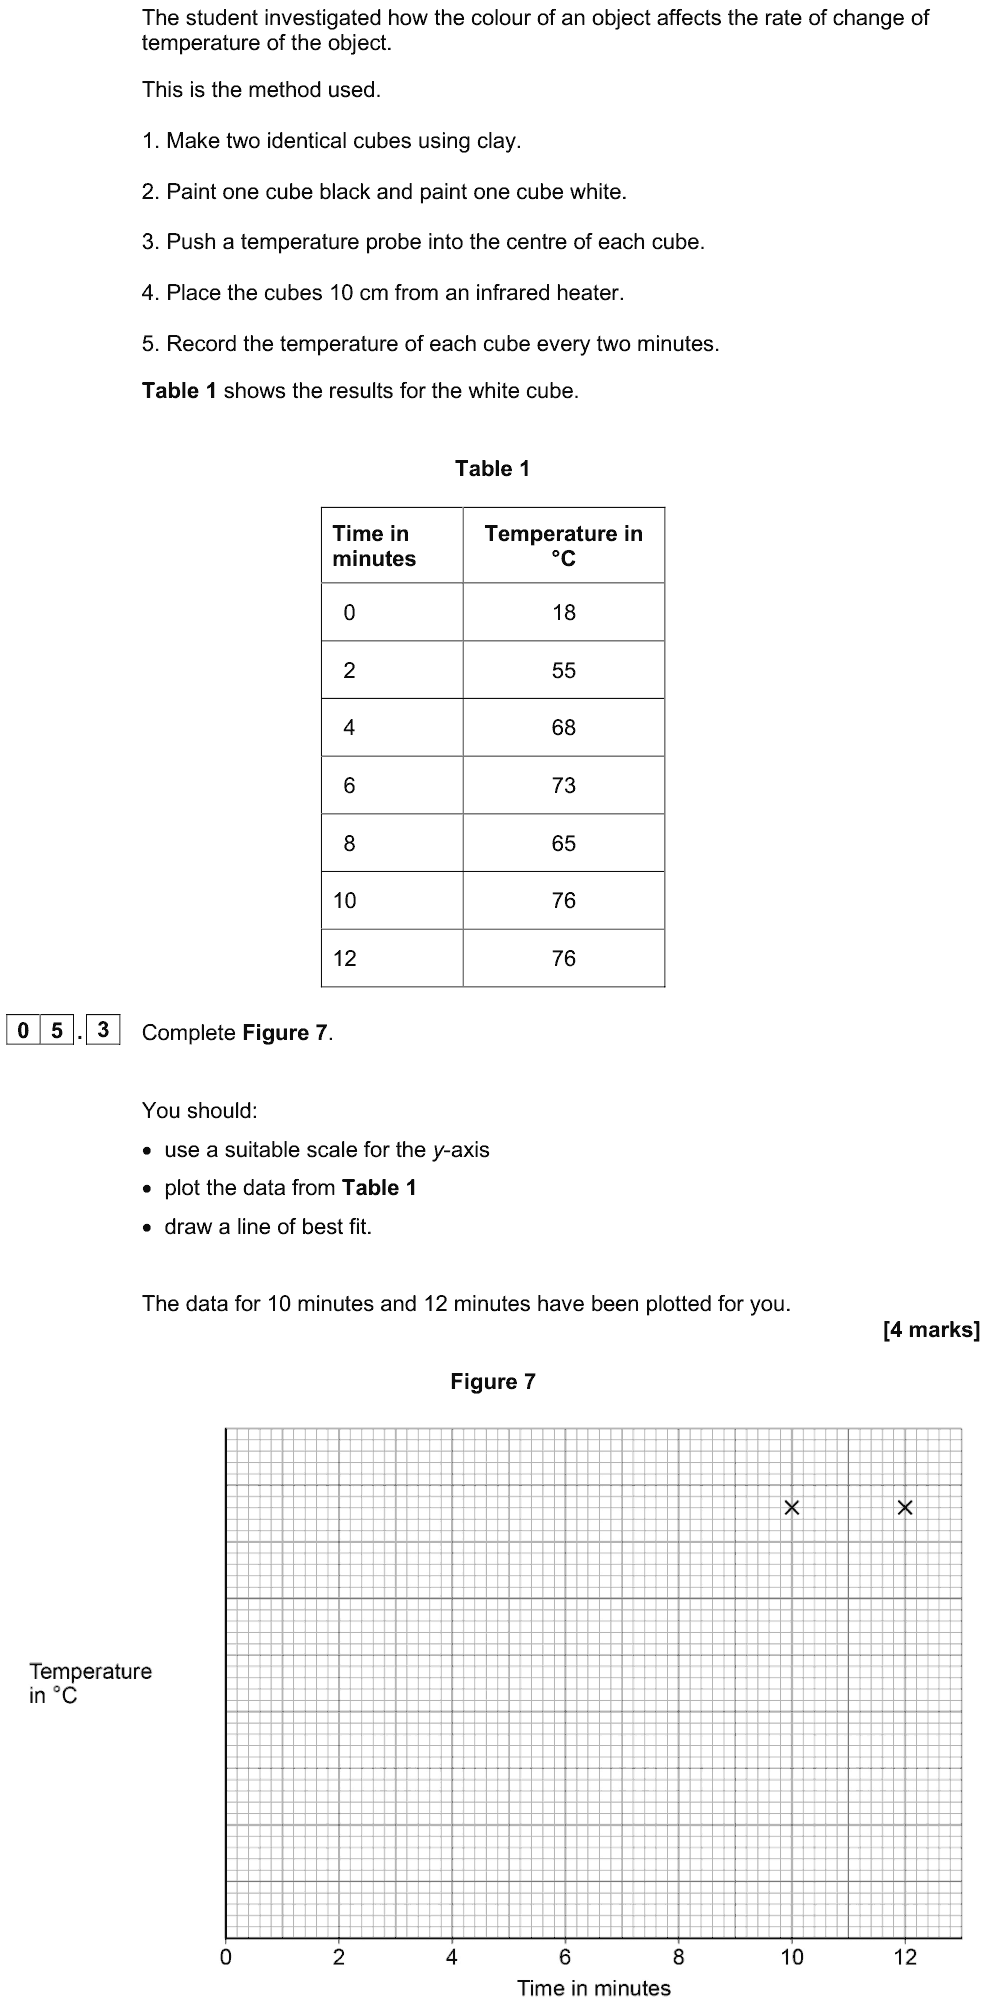 The student investigated how the colour of an object affects the rate of change of
temperature of the object.
This is the method used.
1. Make two identical cubes using clay.
2. Paint one cube black and paint one cube white.
3. Push a temperature probe into the centre of each cube.
4. Place the cubes 10 cm from an infrared heater.
5. Record the temperature of each cube every two minutes.
Table 1 shows the results for the white cube.
Table 1
Time in minutes Temperature in °C
0 18
2 55
4 68
6 73
8 65
10 76
12 76
0 5 . 3 Complete Figure 7.
You should:
• use a suitable scale for the y-axis
• plot the data from Table 1
• draw a line of best fit.
The data for 10 minutes and 12 minutes have been plotted for you.
[4 marks]
Figure 7
Temperature
in °C
0 2 4 6 8 10 12
Time in minutes